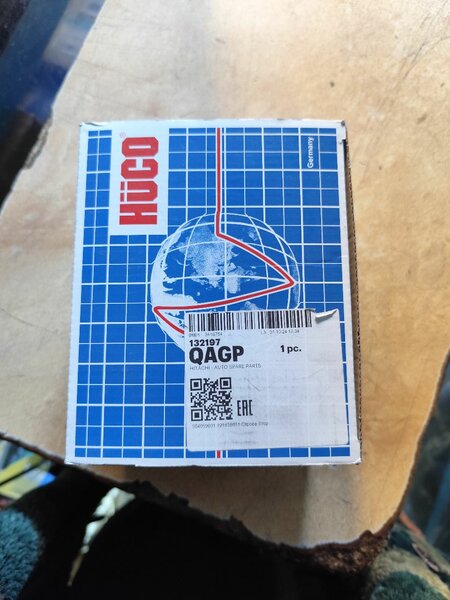 HÜCO®
Germany
132197
QAGP
1 pc.
HITACHI - AUTO SPARE PARTS
EAC